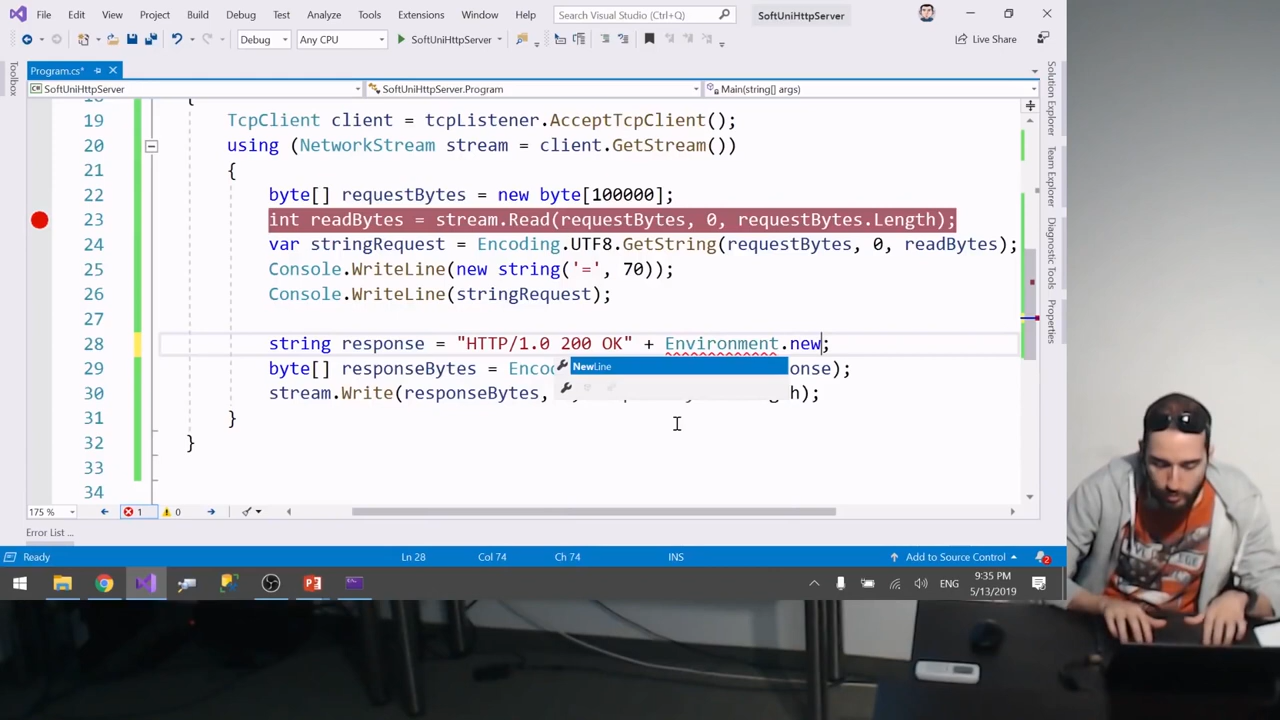 File Edit View Project Build Debug Test Analyze Tools Extensions Window Help Search Visual Studio (Ctrl+Q) SoftUniHttpServer
Debug Any CPU SoftUniHttpServer Live Share
Program.cs*
SoftUniHttpServer SoftUniHttpServer.Program Main(string[] args)
Toolbox
Solution Explorer
Team Explorer
Diagnostic Tools
Properties
18 {
19 TcpClient client = tcpListener.AcceptTcpClient();
20 using (NetworkStream stream = client.GetStream())
21 {
22 byte[] requestBytes = new byte[100000];
23 int readBytes = stream.Read(requestBytes, 0, requestBytes.Length);
24 var stringRequest = Encoding.UTF8.GetString(requestBytes, 0, readBytes);
25 Console.WriteLine(new string('=', 70));
26 Console.WriteLine(stringRequest);
27
28 string response = "HTTP/1.0 200 OK" + Environment.new;
NewLine
29 byte[] responseBytes =
30 stream.Write(responseBytes,
31 }
32 }
33
34
175 % 1 0
Error List ...
Ready Ln 28 Col 74 Ch 74 INS Add to Source Control 2
ENG 9:35 PM
5/13/2019